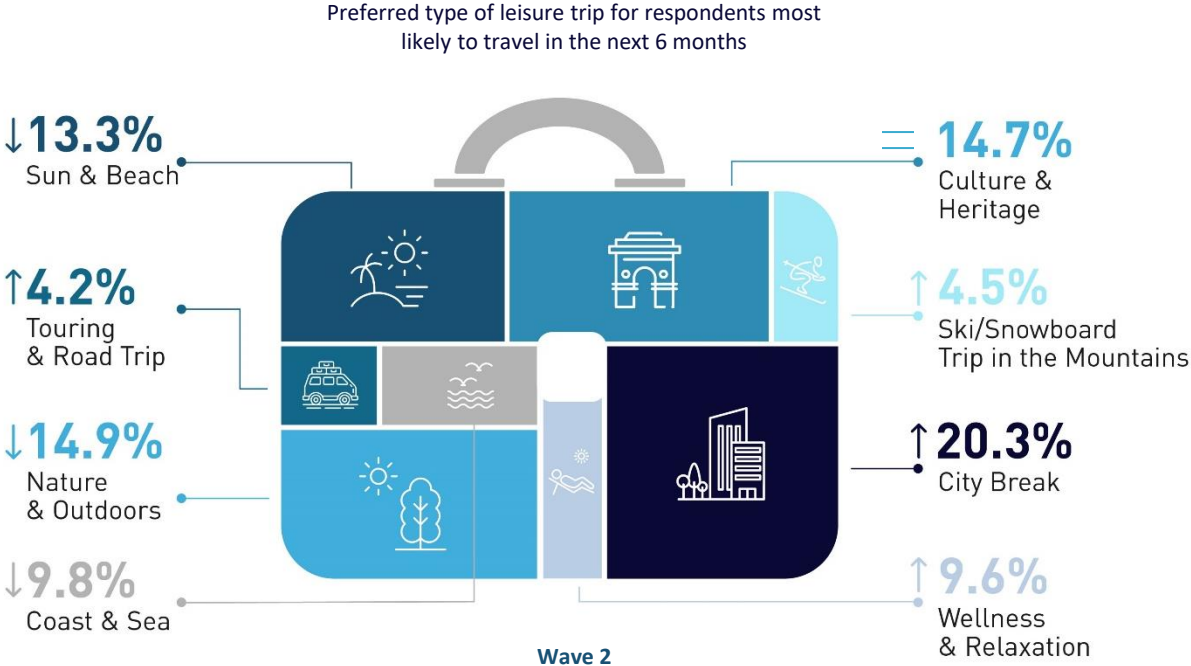 Preferred type of leisure trip for respondents most
likely to travel in the next 6 months
↓13.3%
Sun & Beach
↑4.2%
Touring
& Road Trip
↓14.9%
Nature
& Outdoors
↓9.8%
Coast & Sea
= 14.7%
Culture &
Heritage
↑4.5%
Ski/Snowboard
Trip in the Mountains
↑20.3%
City Break
↑9.6%
Wellness
& Relaxation
Wave 2